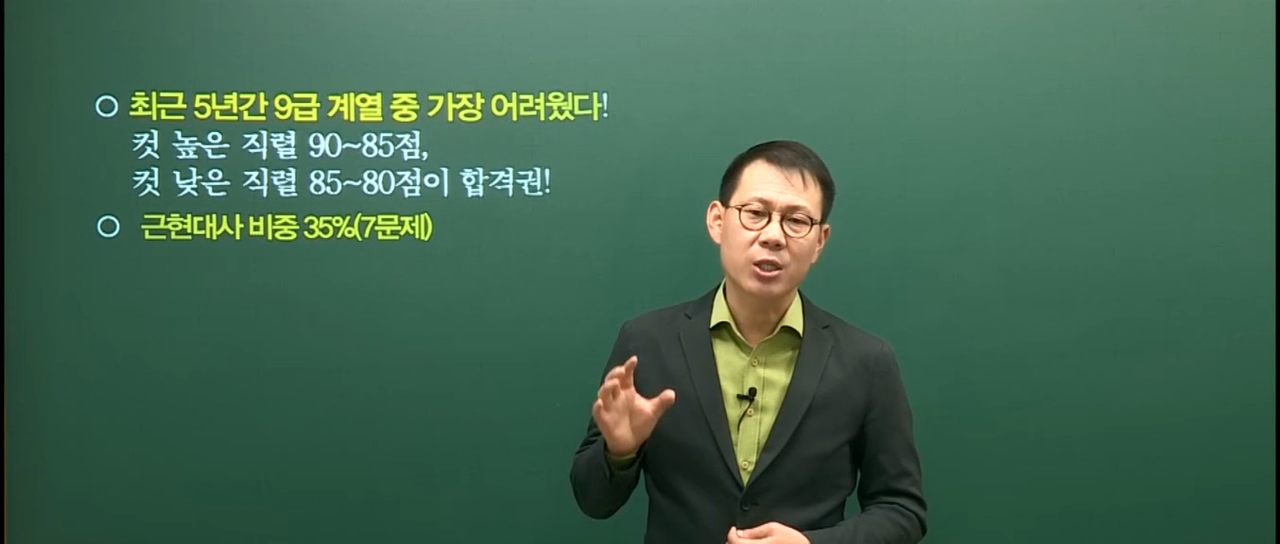 ○ 최근 5년간 9급 계열 중 가장 어려웠다!
컷 높은 직렬 90~85점,
컷 낮은 직렬 85~80점이 합격권!
○ 근현대사 비중 35%(7문제)